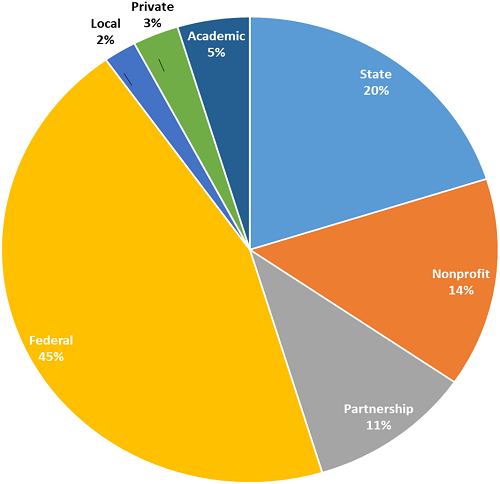 Private
3%
Local
2%
Academic
5%
State
20%
Nonprofit
14%
Partnership
11%
Federal
45%